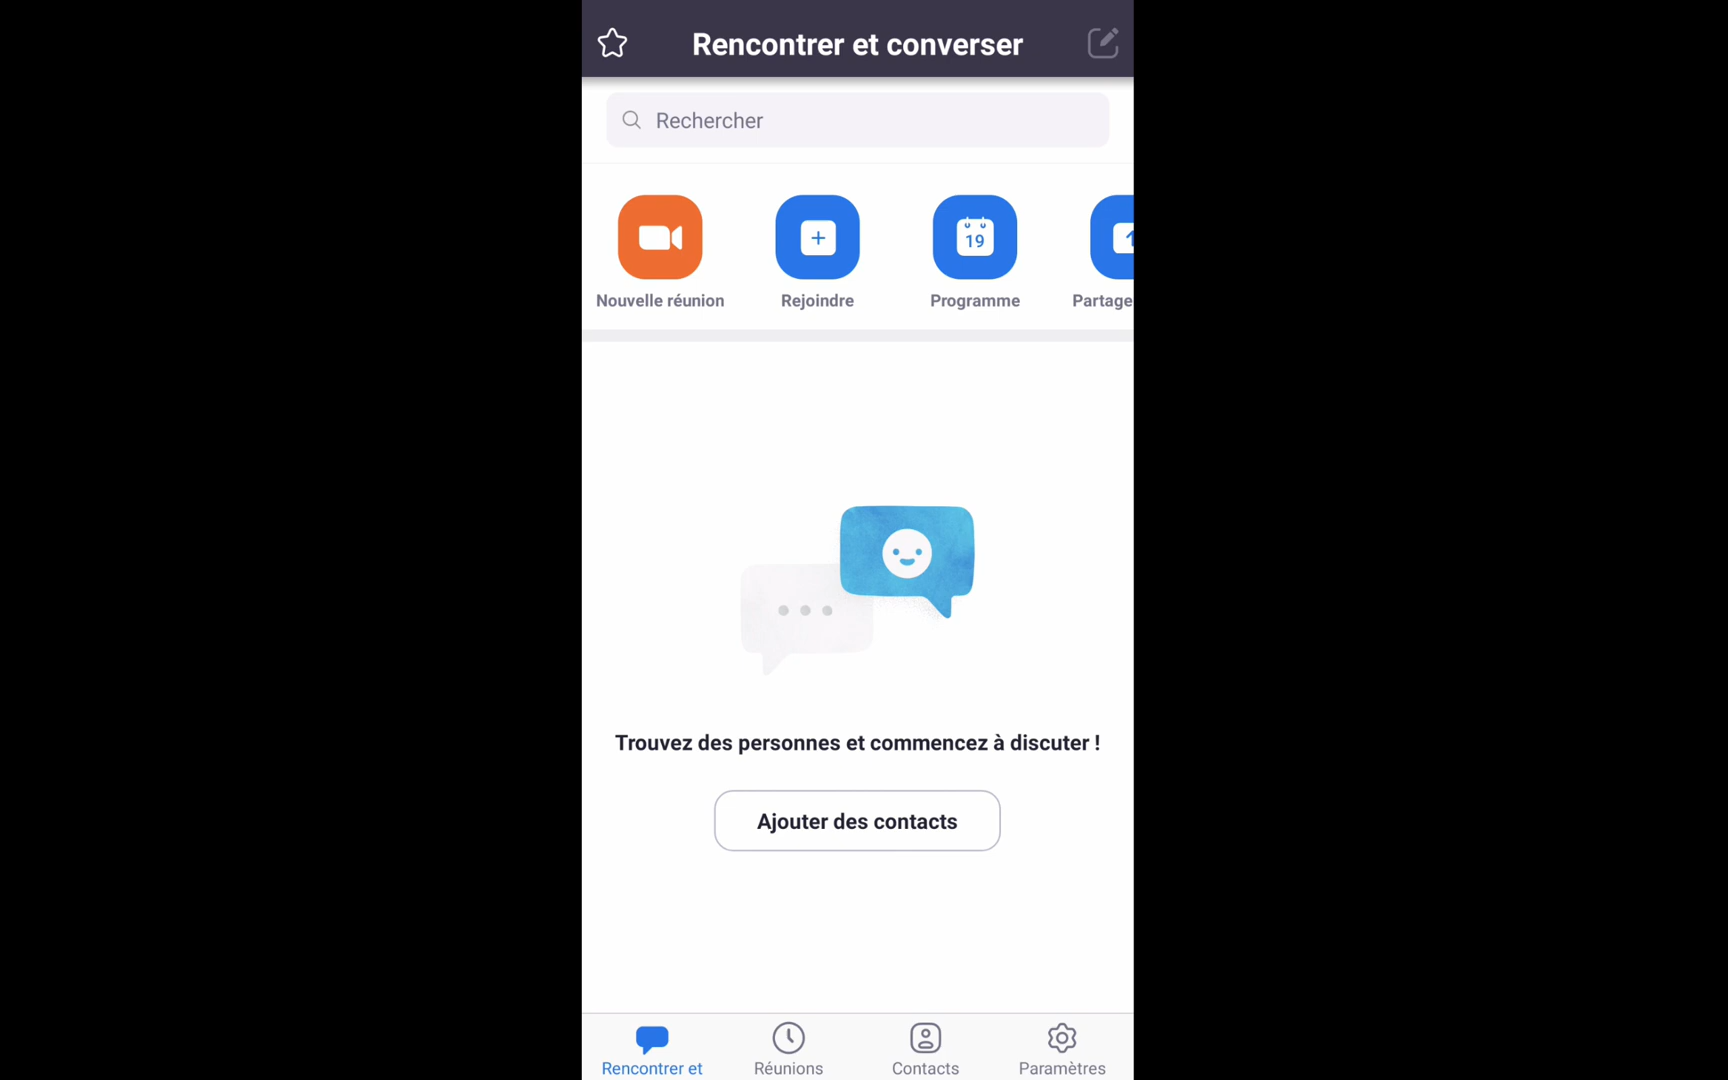 Rencontrer et converser
Rechercher
19
Nouvelle réunion
Rejoindre
Programme
Partage
Trouvez des personnes et commencez à discuter !
Ajouter des contacts
Rencontrer et
Réunions
Contacts
Paramètres